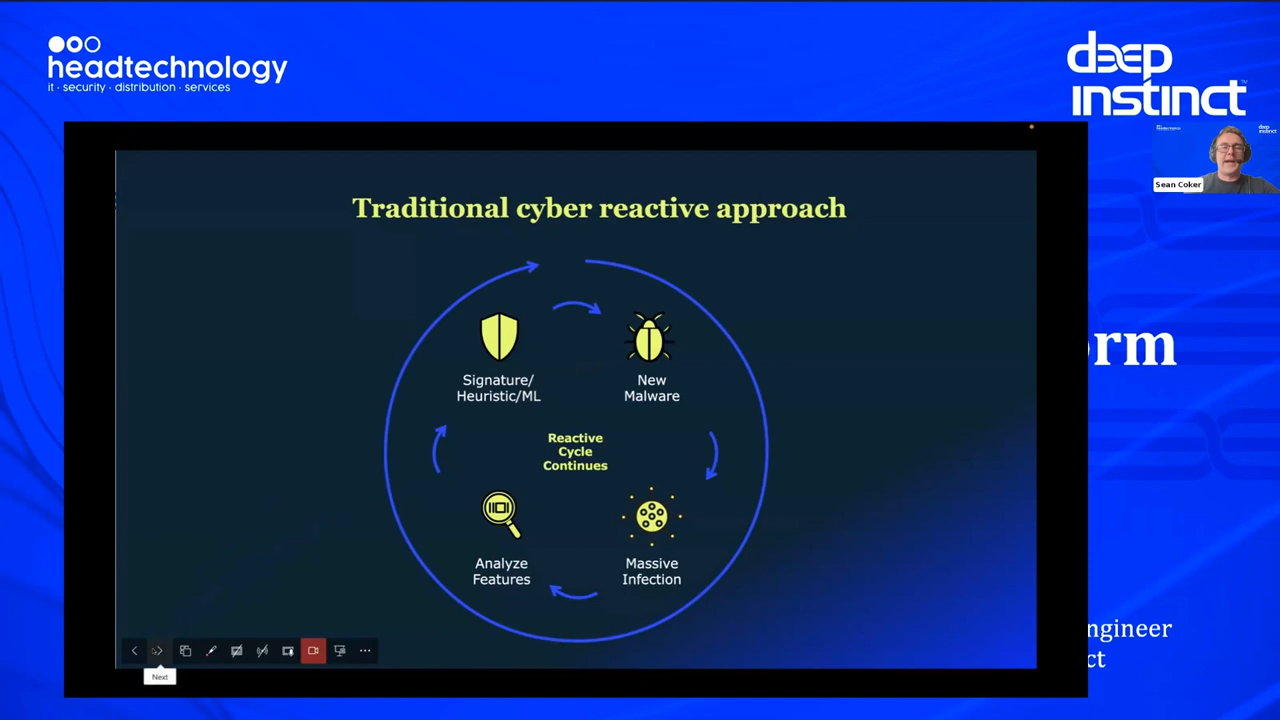 headtechnology
it · security · distribution · services
deep
instinct
Sean Coker
Traditional cyber reactive approach
Signature/
Heuristic/ML
New
Malware
Reactive
Cycle
Continues
Analyze
Features
Massive
Infection
Next
orm
ngineer
ct